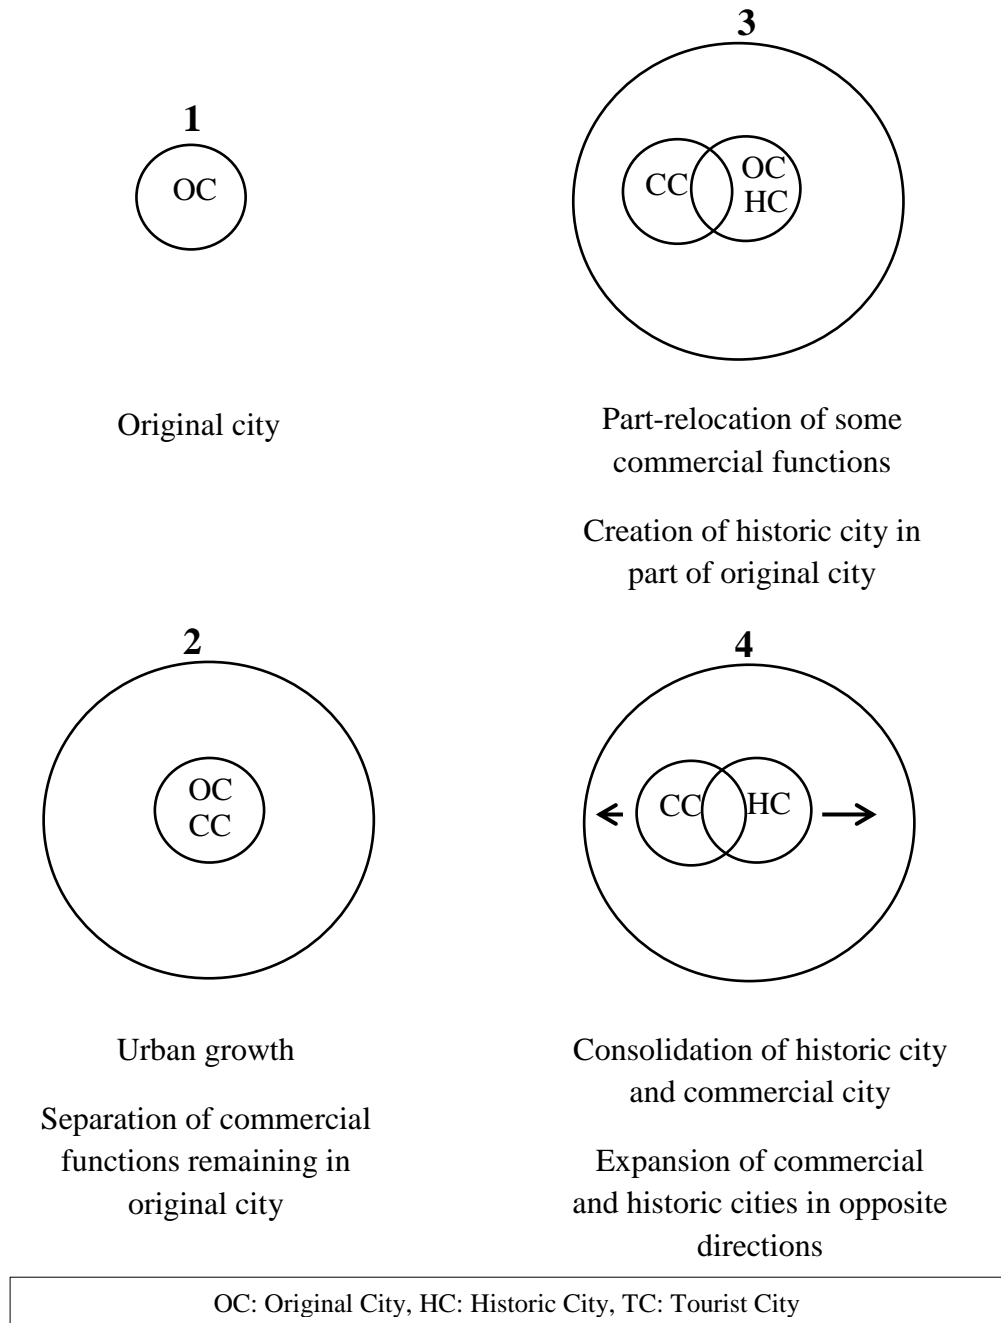 1
OC
Original city
2
OC
CC
Urban growth
Separation of commercial
functions remaining in
original city
3
CC
OC
HC
Part-relocation of some
commercial functions
Creation of historic city in
part of original city
4
CC
HC
Consolidation of historic city
and commercial city
Expansion of commercial
and historic cities in opposite
directions
OC: Original City, HC: Historic City, TC: Tourist City